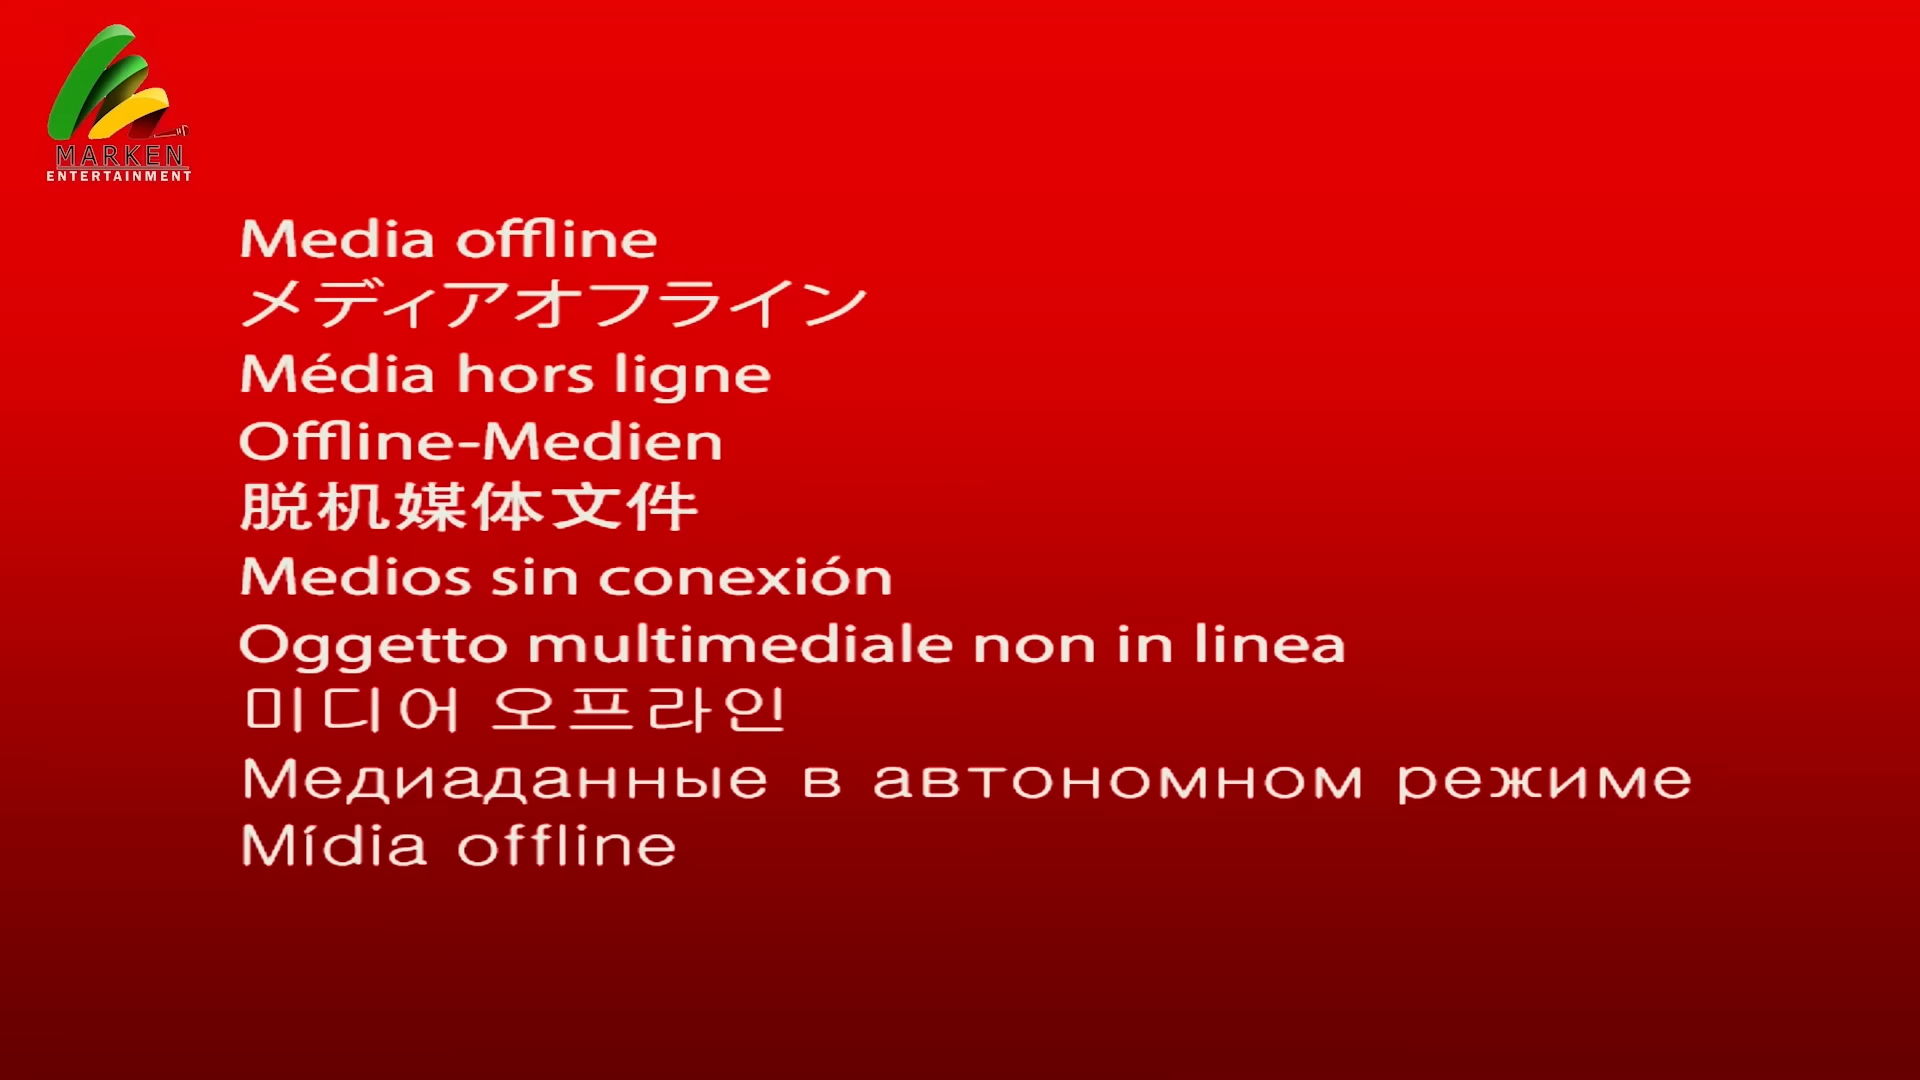 MARKEN
ENTERTAINMENT
Media offline
メディアオフライン
Média hors ligne
Offline-Medien
脱机媒体文件
Medios sin conexión
Oggetto multimediale non in linea
미디어 오프라인
Медиаданные в автономном режиме
Mídia offline